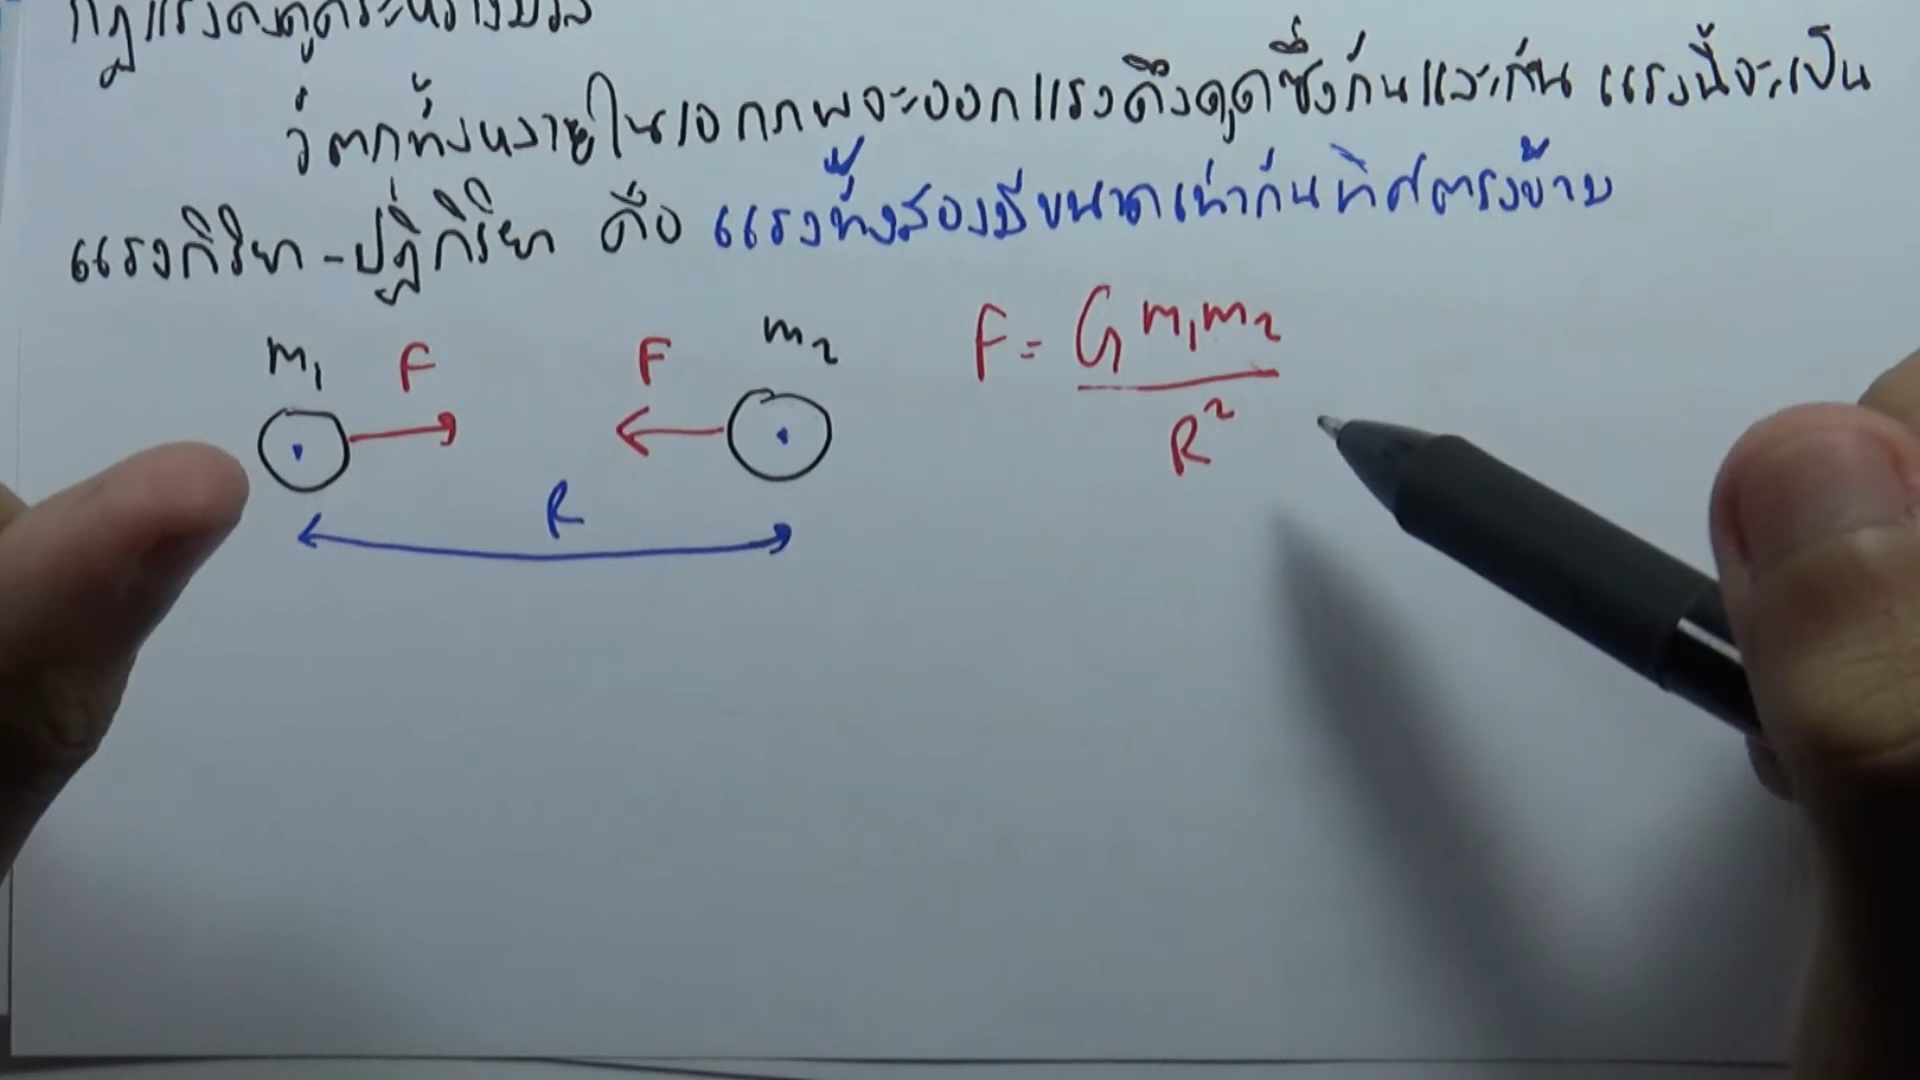 กฎแรงดึงดูดระหว่างมวล
วัตถุทั้งหลายในเอกภพจะออกแรงดึงดูดซึ่งกันและกัน แรงนี้จะเป็น
แรงกิริยา-ปฏิกิริยา คือ แรงทั้งสองมีขนาดเท่ากันทิศตรงข้าม
m₁ F F m₂ F = G m₁m₂ / R²
R